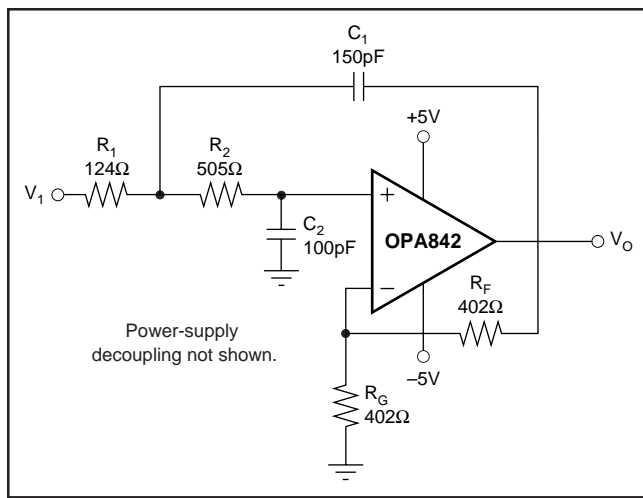 C1
150pF
+5V
R1
124Ω
R2
505Ω
V1
+
C2
100pF
OPA842
VO
−
RF
402Ω
Power-supply
decoupling not shown.
−5V
RG
402Ω